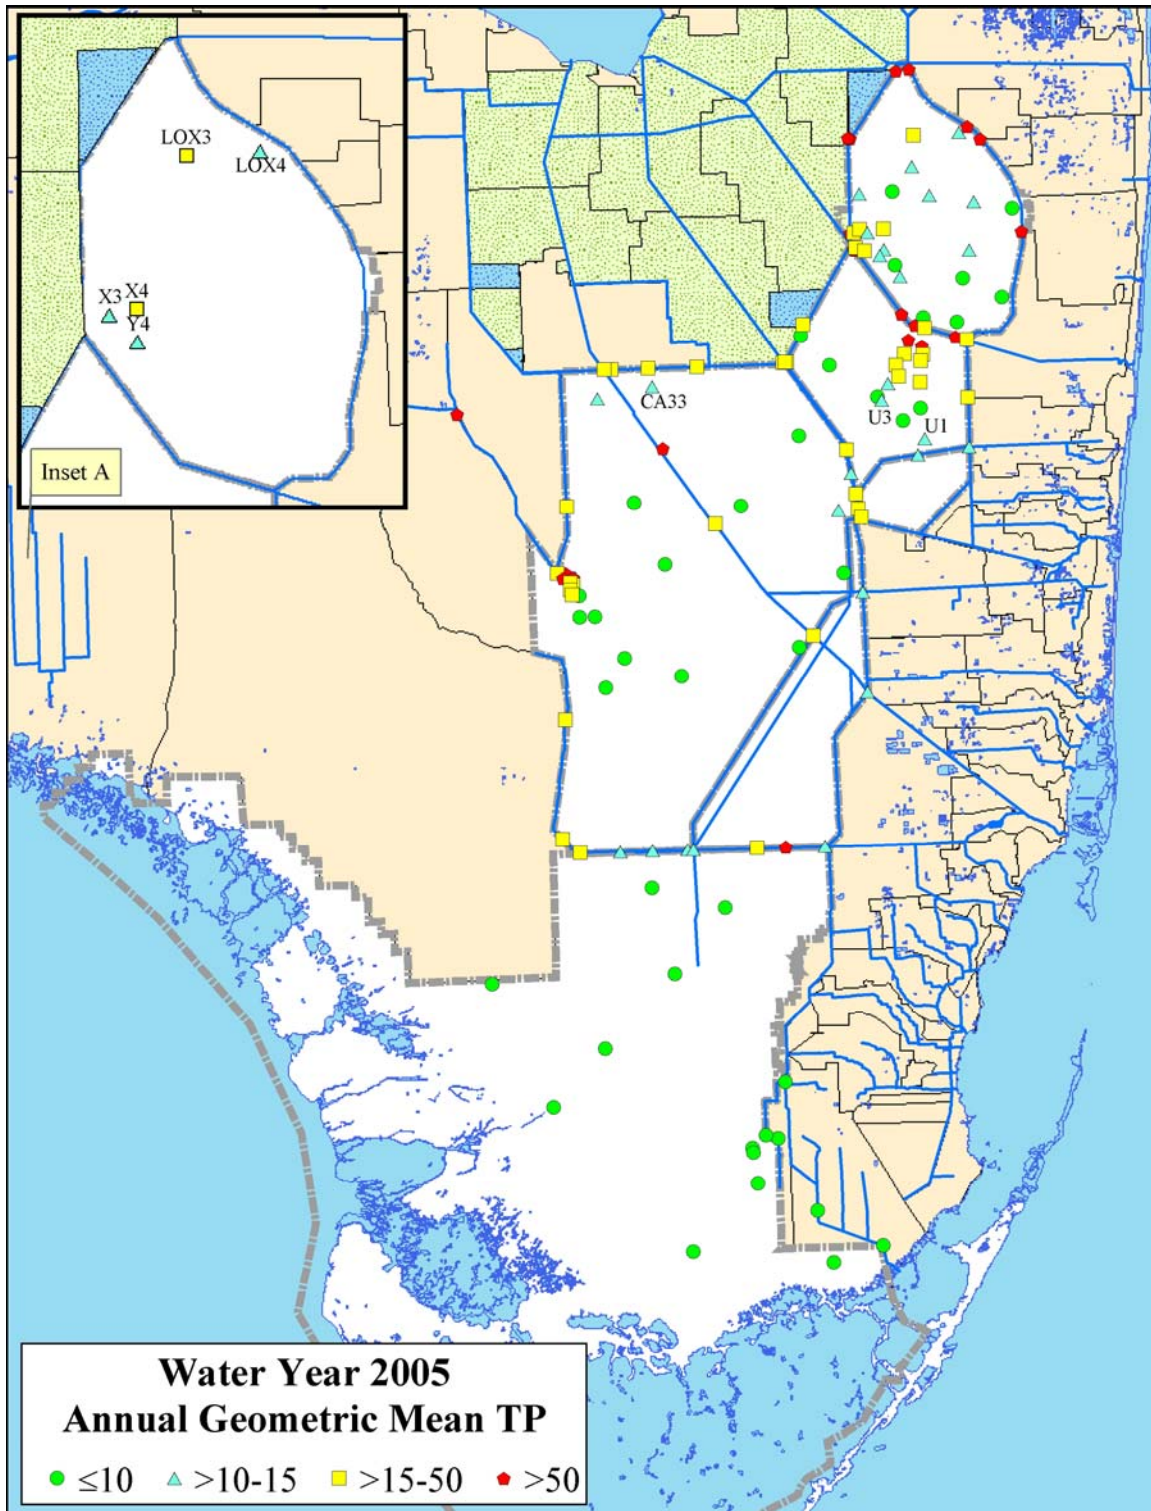 LOX3
LOX4
X3
X4
Y4
Inset A
CA33
U3
U1
Water Year 2005
Annual Geometric Mean TP
≤10 >10-15 >15-50 >50